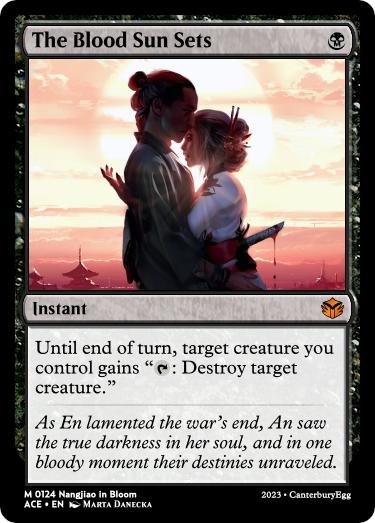 The Blood Sun Sets
Instant
Until end of turn, target creature you
control gains “: Destroy target
creature.”
As En lamented the war's end, An saw
the true darkness in her soul, and in one
bloody moment their destinies unraveled.
M 0124 Nangjiao in Bloom
ACE • EN Marta Danecka
2023 • CanterburyEgg